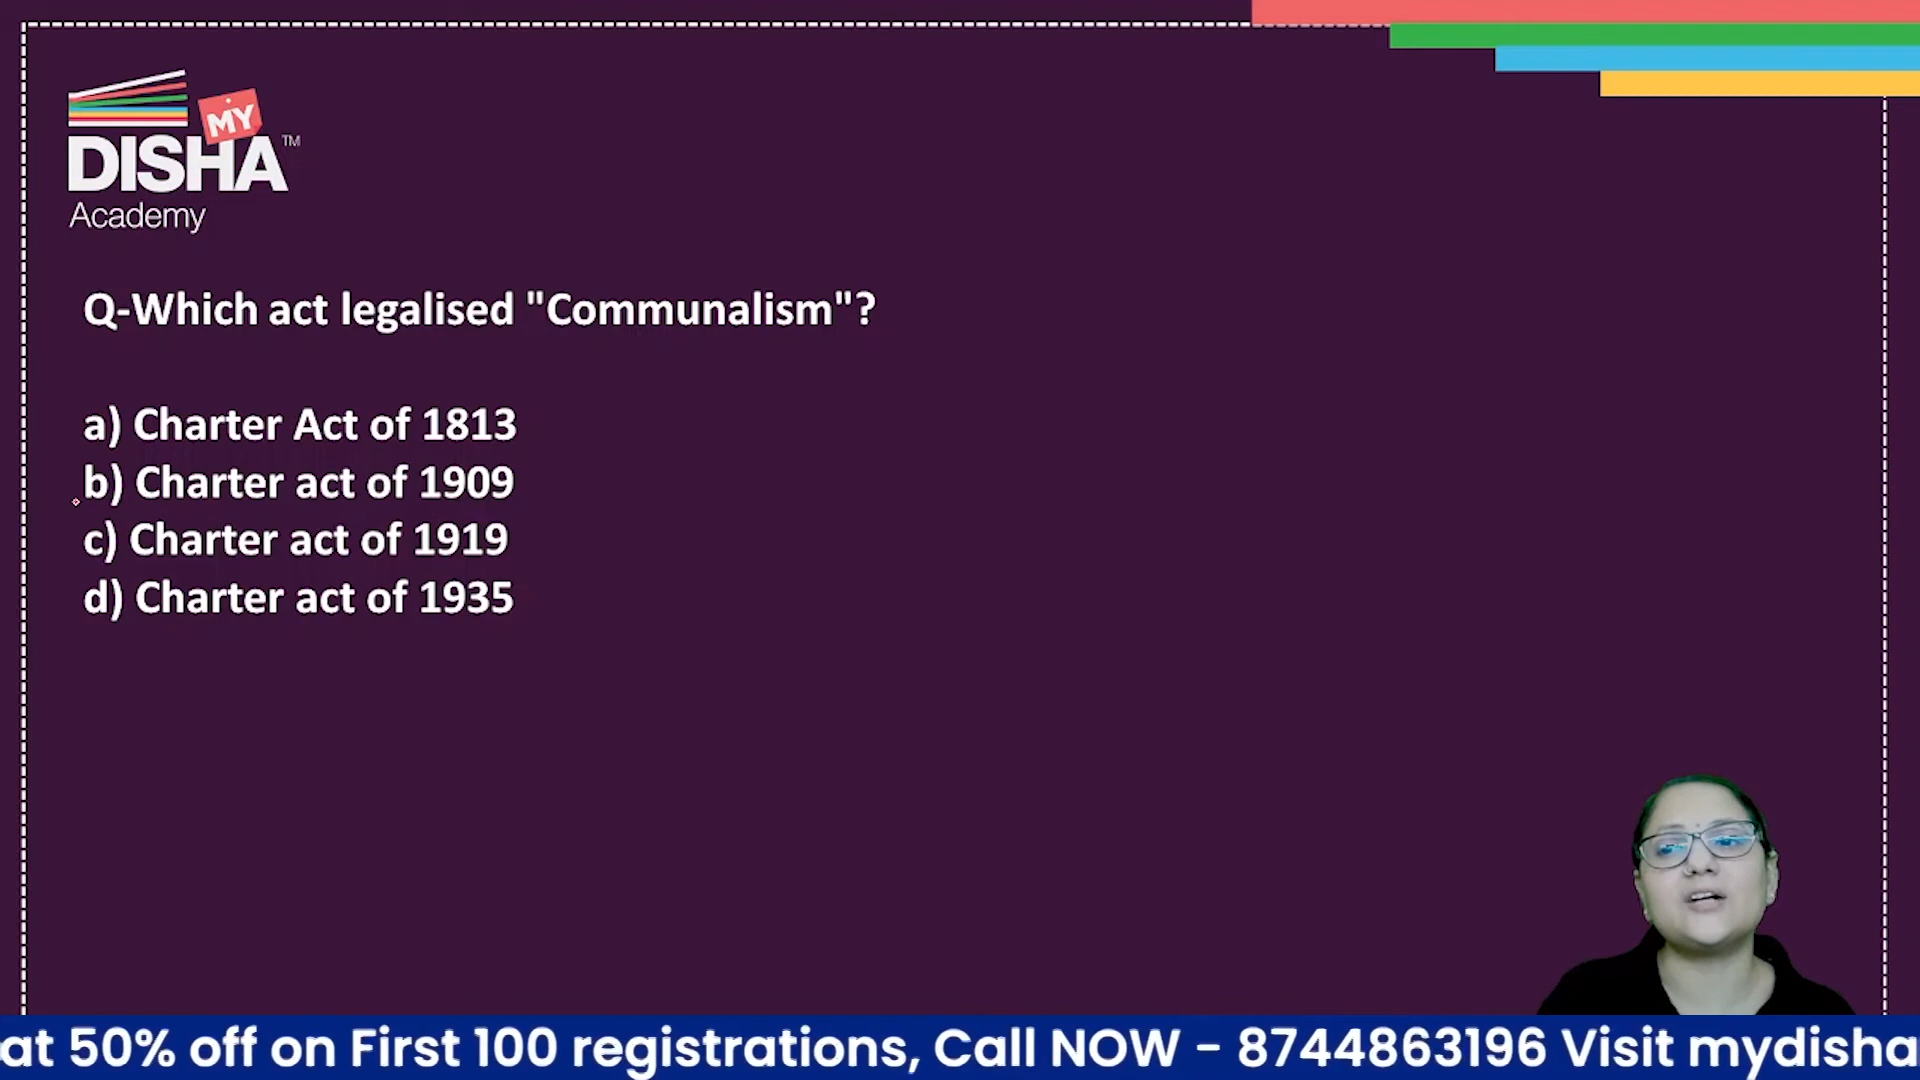 MY
DISHA™
Academy
Q-Which act legalised "Communalism"?
a) Charter Act of 1813
b) Charter act of 1909
c) Charter act of 1919
d) Charter act of 1935
at 50% off on First 100 registrations, Call NOW - 8744863196 Visit mydisha